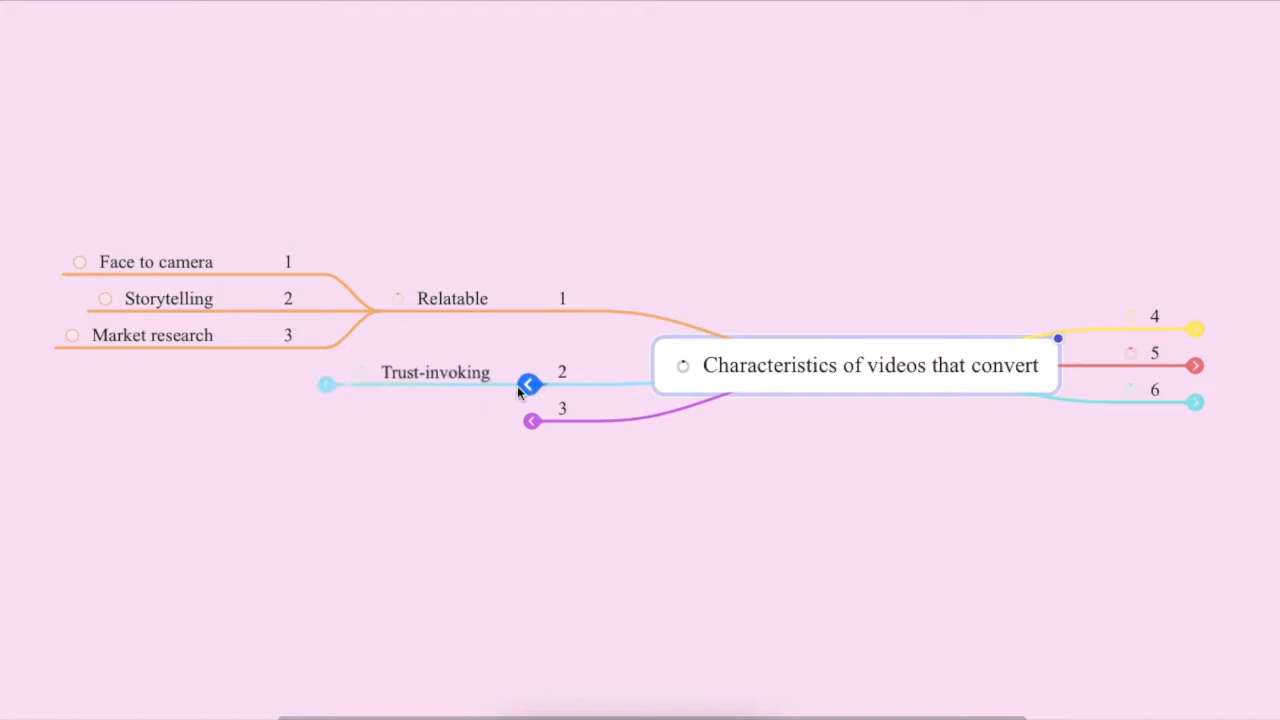 Face to camera 1
Storytelling 2
Market research 3
Relatable 1
Trust-invoking 2
3
Characteristics of videos that convert
4
5
6